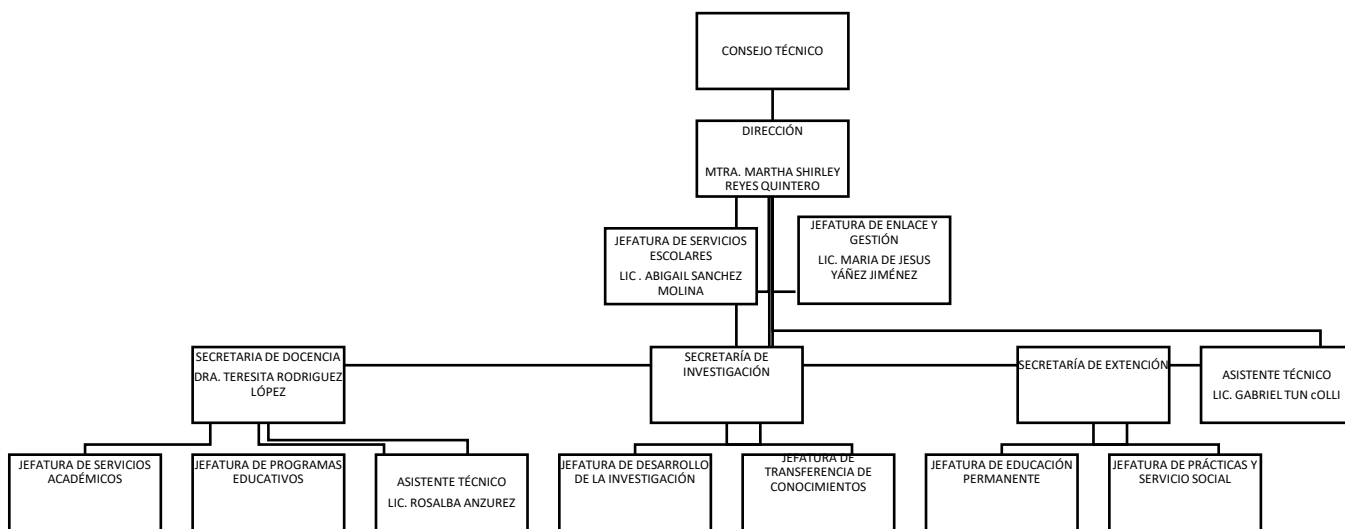 CONSEJO TÉCNICO
DIRECCIÓN
MTRA. MARTHA SHIRLEY
REYES QUINTERO
JEFATURA DE SERVICIOS
ESCOLARES
LIC . ABIGAIL SANCHEZ
MOLINA
JEFATURA DE ENLACE Y
GESTIÓN
LIC. MARIA DE JESUS
YÁÑEZ JIMÉNEZ
SECRETARIA DE DOCENCIA
DRA. TERESITA RODRIGUEZ
LÓPEZ
SECRETARÍA DE
INVESTIGACIÓN
SECRETARÍA DE EXTENCIÓN
ASISTENTE TÉCNICO
LIC. GABRIEL TUN cOLLI
JEFATURA DE SERVICIOS
ACADÉMICOS
JEFATURA DE PROGRAMAS
EDUCATIVOS
ASISTENTE TÉCNICO
LIC. ROSALBA ANZUREZ
JEFATURA DE DESARROLLO
DE LA INVESTIGACIÓN
JEFATURA DE
TRANSFERENCIA DE
CONOCIMIENTOS
JEFATURA DE EDUCACIÓN
PERMANENTE
JEFATURA DE PRÁCTICAS Y
SERVICIO SOCIAL